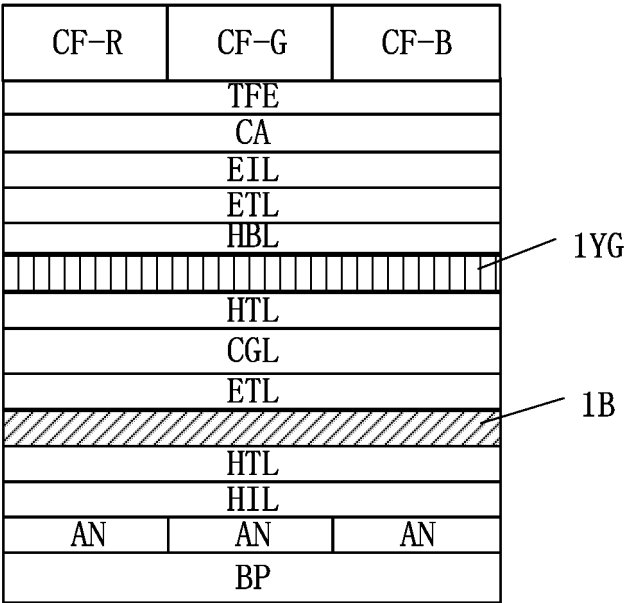 CF-R CF-G CF-B
TFE
CA
EIL
ETL
HBL
1YG
HTL
CGL
ETL
1B
HTL
HIL
AN AN AN
BP